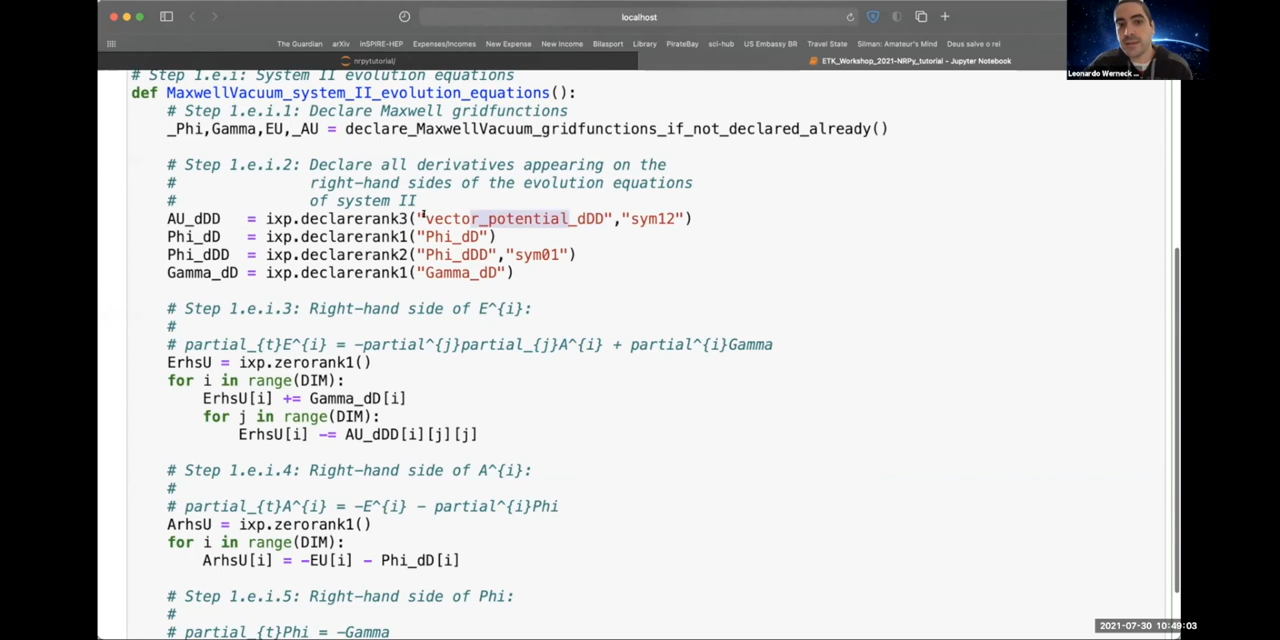 localhost
The Guardian arXiv inSPIRE-HEP Expenses/Incomes New Expense New Income Bilasport Library PirateBay sci-hub US Embassy BR Travel State Silman: Amateur's Mind Deus salve o rei
nrpytutorial/ ETK_Workshop_2021-NRPy_tutorial - Jupyter Notebook
Leonardo Werneck ...
# Step 1.e.i: System II evolution equations
def MaxwellVacuum_system_II_evolution_equations():
# Step 1.e.i.1: Declare Maxwell gridfunctions
_Phi,Gamma,EU,_AU = declare_MaxwellVacuum_gridfunctions_if_not_declared_already()
# Step 1.e.i.2: Declare all derivatives appearing on the
# right-hand sides of the evolution equations
# of system II
AU_dDD = ixp.declarerank3("vector_potential_dDD","sym12")
Phi_dD = ixp.declarerank1("Phi_dD")
Phi_dDD = ixp.declarerank2("Phi_dDD","sym01")
Gamma_dD = ixp.declarerank1("Gamma_dD")
# Step 1.e.i.3: Right-hand side of E^{i}:
#
# partial_{t}E^{i} = -partial^{j}partial_{j}A^{i} + partial^{i}Gamma
ErhsU = ixp.zerorank1()
for i in range(DIM):
ErhsU[i] += Gamma_dD[i]
for j in range(DIM):
ErhsU[i] -= AU_dDD[i][j][j]
# Step 1.e.i.4: Right-hand side of A^{i}:
#
# partial_{t}A^{i} = -E^{i} - partial^{i}Phi
ArhsU = ixp.zerorank1()
for i in range(DIM):
ArhsU[i] = -EU[i] - Phi_dD[i]
# Step 1.e.i.5: Right-hand side of Phi:
#
# partial_{t}Phi = -Gamma
2021-07-30 10:49:03